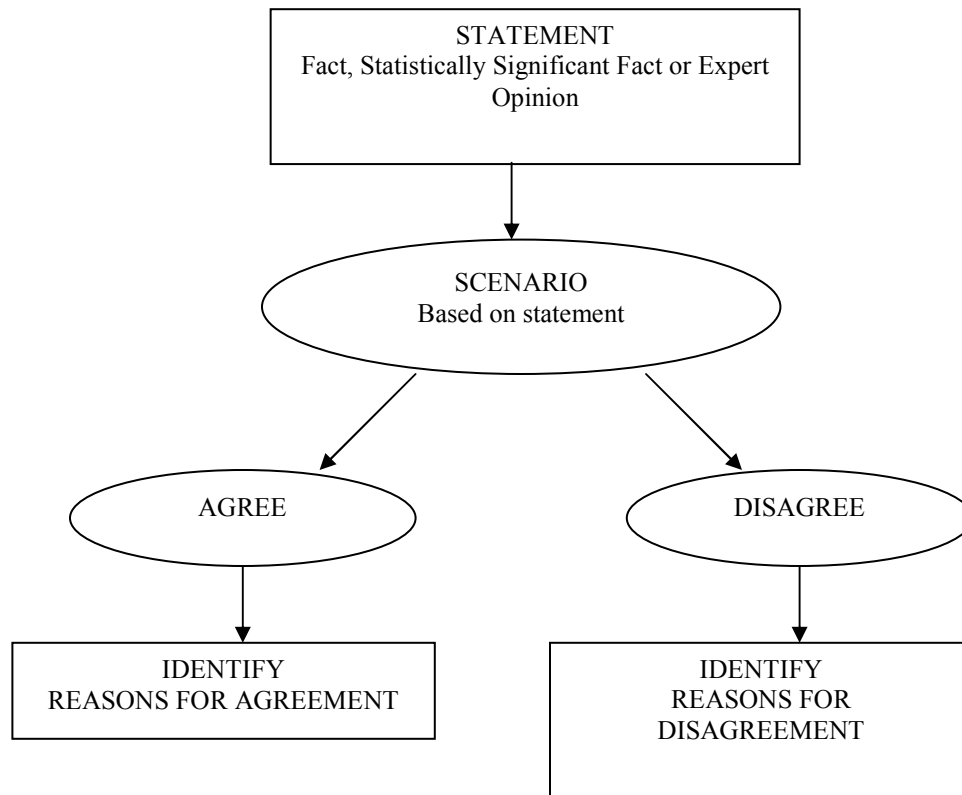 STATEMENT
Fact, Statistically Significant Fact or Expert
Opinion
SCENARIO
Based on statement
AGREE
DISAGREE
IDENTIFY
REASONS FOR AGREEMENT
IDENTIFY
REASONS FOR
DISAGREEMENT